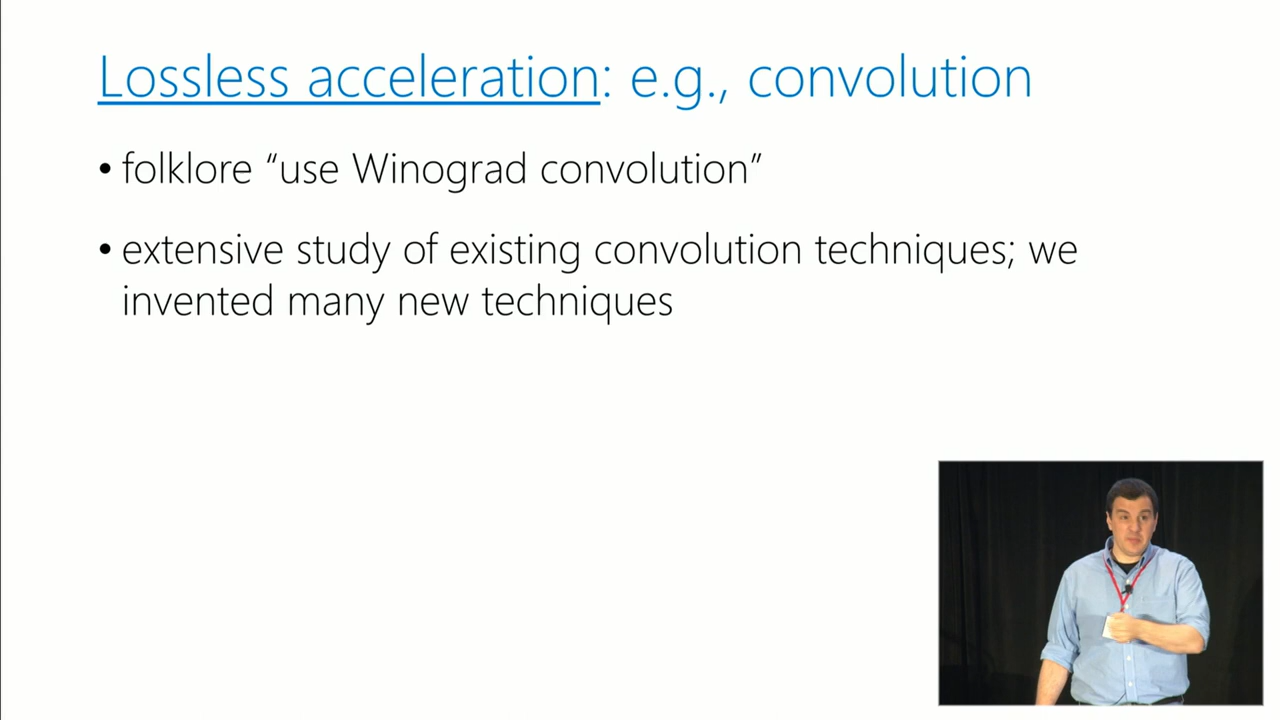 Lossless acceleration: e.g., convolution
• folklore “use Winograd convolution”
• extensive study of existing convolution techniques; we
invented many new techniques